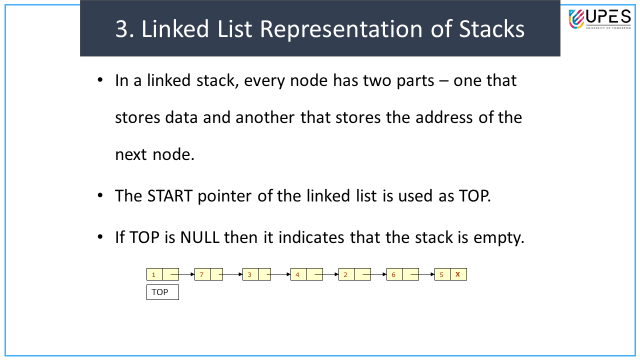 3. Linked List Representation of Stacks
UPES
UNIVERSITY OF TOMORROW
• In a linked stack, every node has two parts – one that
stores data and another that stores the address of the
next node.
• The START pointer of the linked list is used as TOP.
• If TOP is NULL then it indicates that the stack is empty.
1 7 3 4 2 6 5 X
TOP